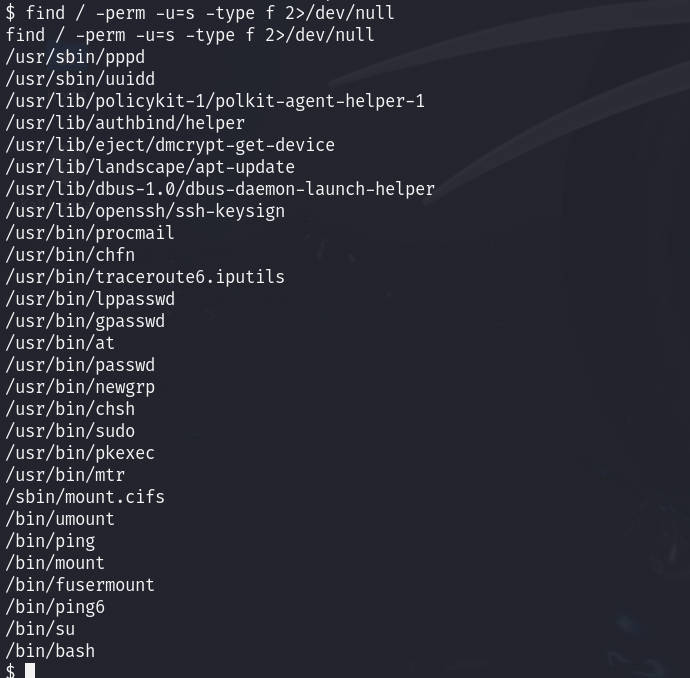 $ find / -perm -u=s -type f 2>/dev/null
find / -perm -u=s -type f 2>/dev/null
/usr/sbin/pppd
/usr/sbin/uuidd
/usr/lib/policykit-1/polkit-agent-helper-1
/usr/lib/authbind/helper
/usr/lib/eject/dmcrypt-get-device
/usr/lib/landscape/apt-update
/usr/lib/dbus-1.0/dbus-daemon-launch-helper
/usr/lib/openssh/ssh-keysign
/usr/bin/procmail
/usr/bin/chfn
/usr/bin/traceroute6.iputils
/usr/bin/lppasswd
/usr/bin/gpasswd
/usr/bin/at
/usr/bin/passwd
/usr/bin/newgrp
/usr/bin/chsh
/usr/bin/sudo
/usr/bin/pkexec
/usr/bin/mtr
/sbin/mount.cifs
/bin/umount
/bin/ping
/bin/mount
/bin/fusermount
/bin/ping6
/bin/su
/bin/bash
$